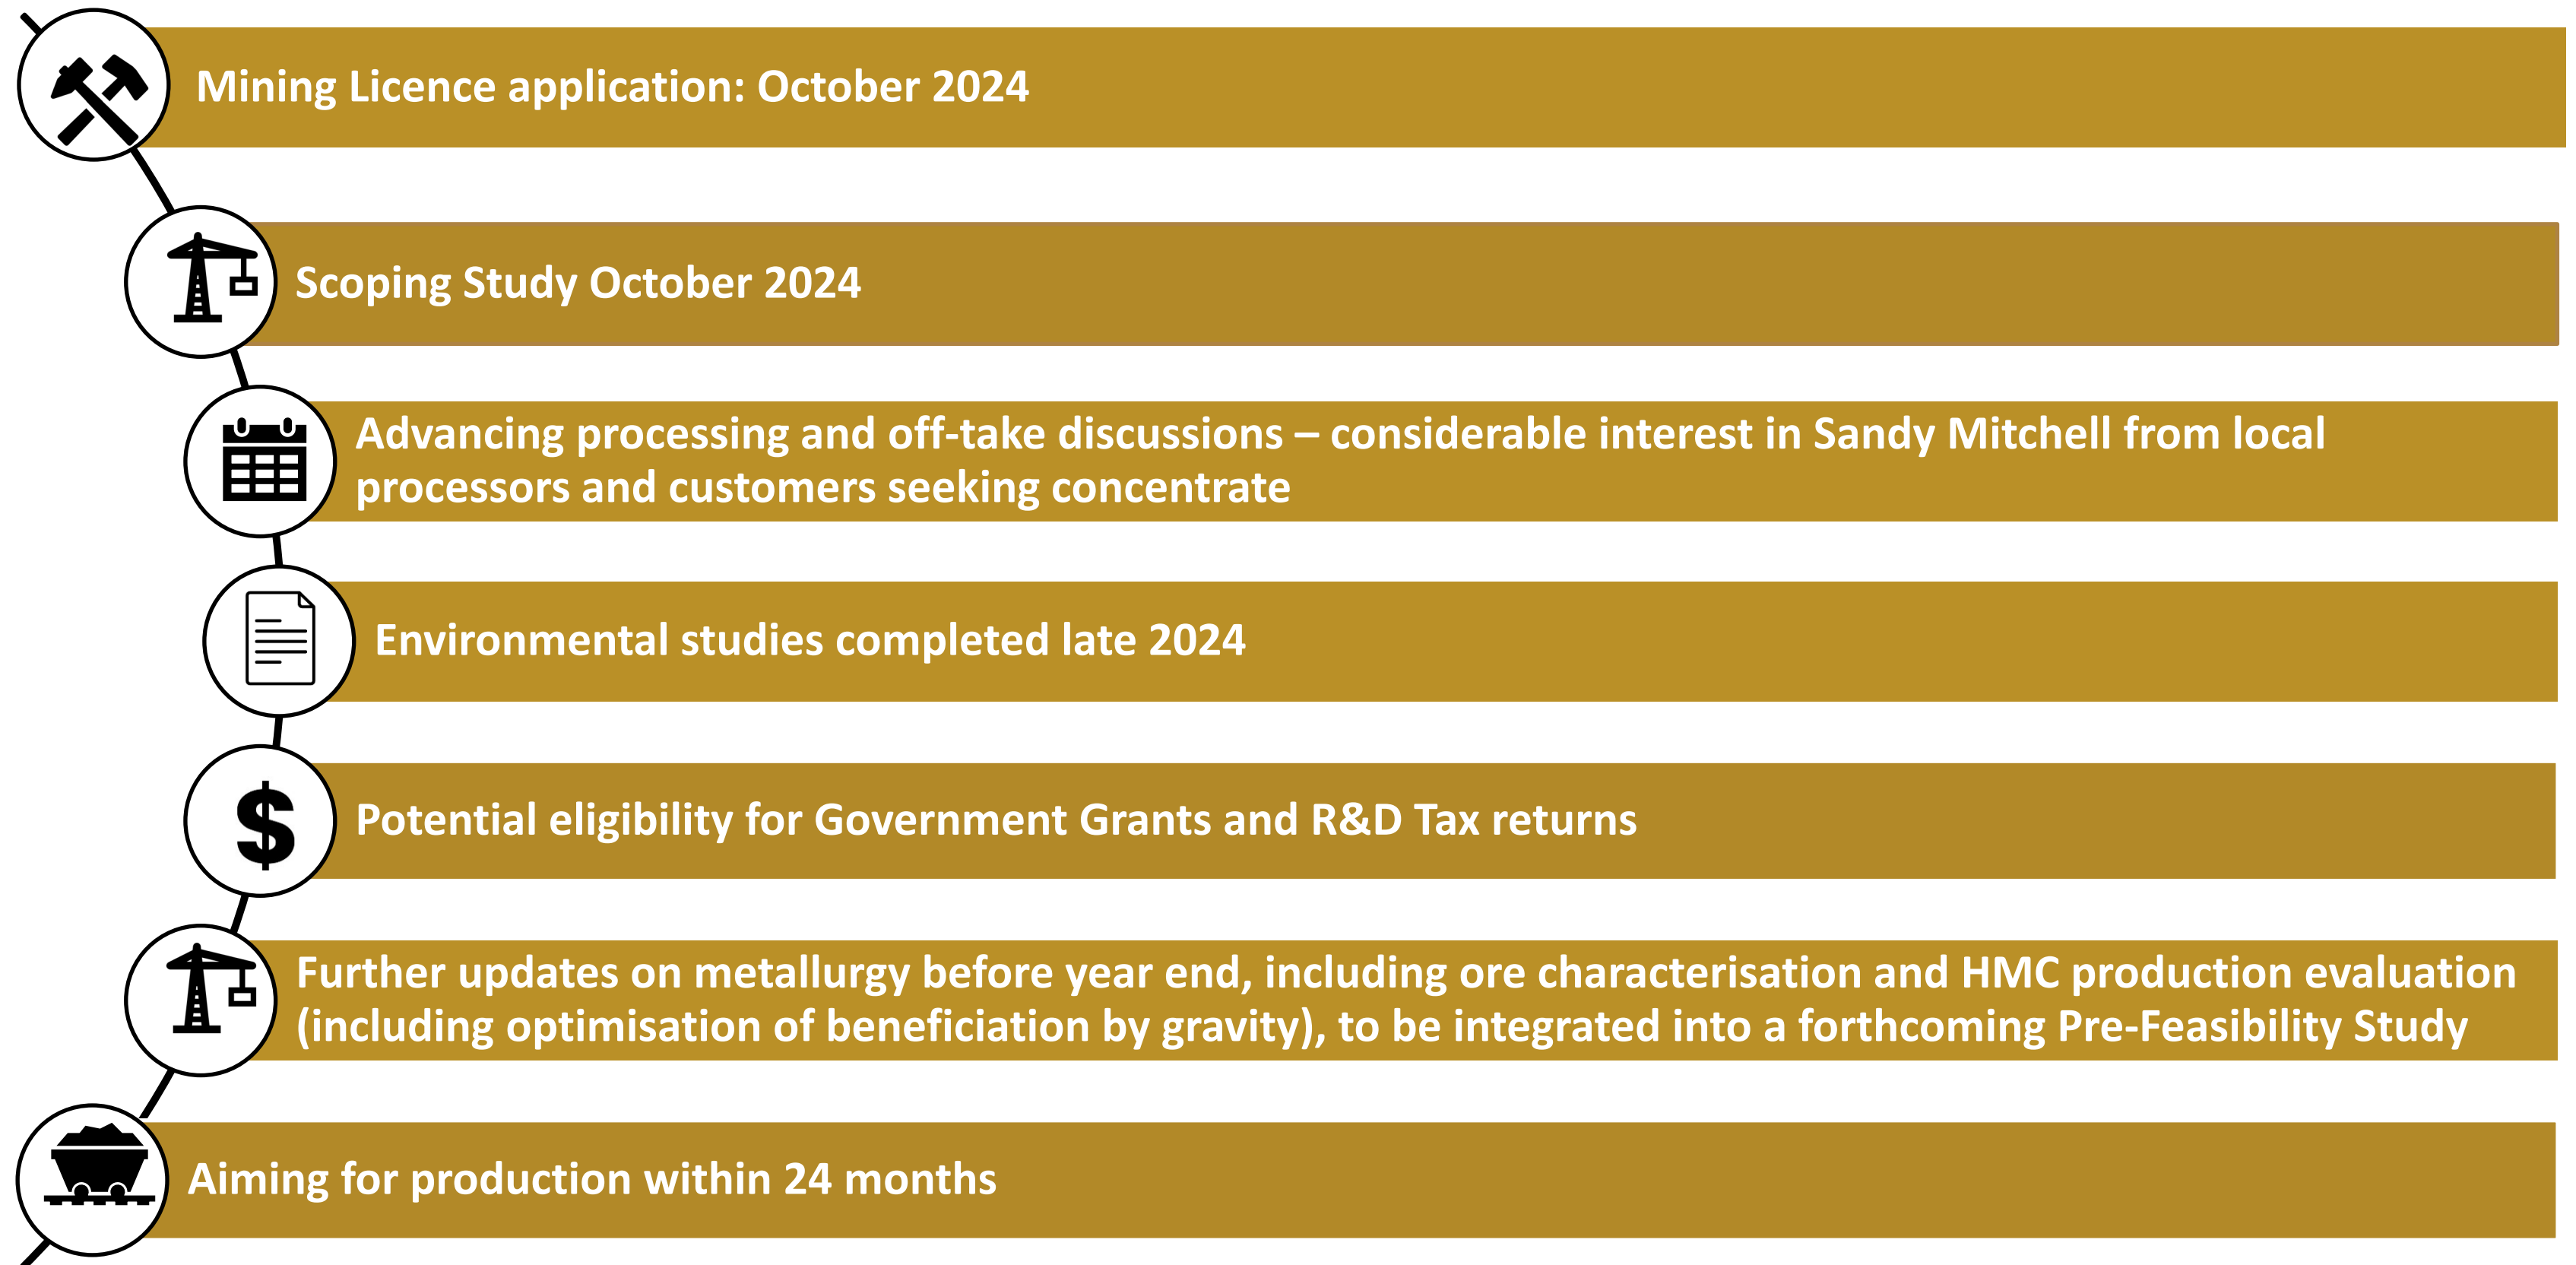 Mining Licence application: October 2024
Scoping Study October 2024
Advancing processing and off-take discussions – considerable interest in Sandy Mitchell from local
processors and customers seeking concentrate
Environmental studies completed late 2024
$
Potential eligibility for Government Grants and R&D Tax returns
Further updates on metallurgy before year end, including ore characterisation and HMC production evaluation
(including optimisation of beneficiation by gravity), to be integrated into a forthcoming Pre-Feasibility Study
Aiming for production within 24 months